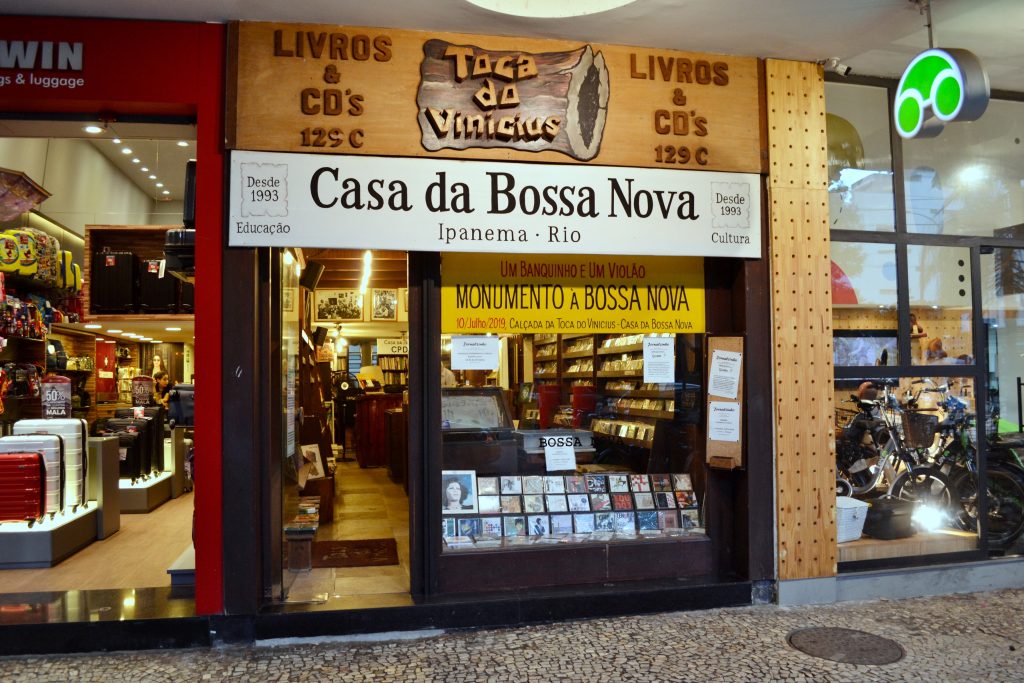 WIN
gs & luggage
LIVROS
&
CD's
129 C
Toca
do
Vinicius
LIVROS
&
CD's
129 C
Desde
1993
Educação
Casa da Bossa Nova
Ipanema · Rio
Desde
1993
Cultura
UM BANQUINHO E UM VIOLÃO
MONUMENTO À BOSSA NOVA
10/JULHO/2019, CALÇADA DA TOCA DO VINICIUS - CASA DA BOSSA NOVA
CPD
BOSSA NOVA
50%
MALA